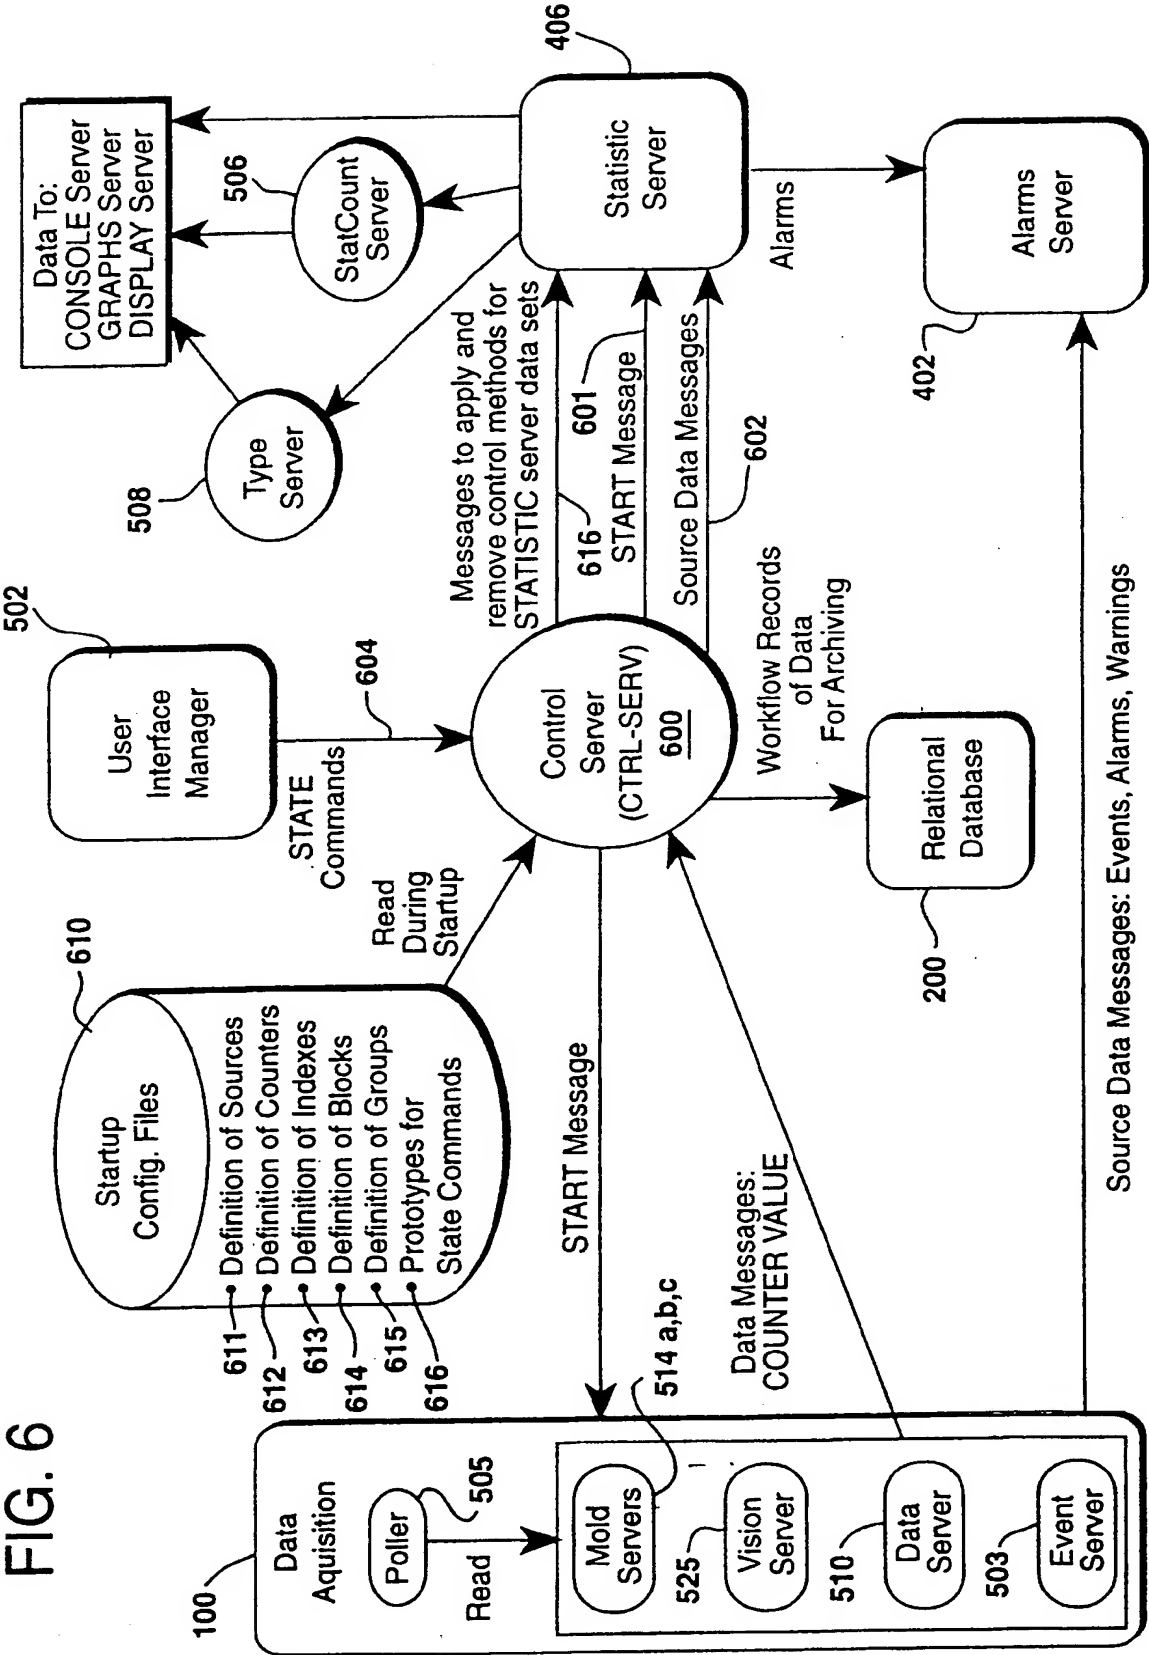 FIG. 6
100
Data
Aquisition
Poller
505
Read
Mold
Servers
514 a,b,c
525
Vision
Server
510
Data
Server
503
Event
Server
610
Startup
Config. Files
611
Definition of Sources
612
Definition of Counters
613
Definition of Indexes
614
Definition of Blocks
615
Definition of Groups
616
Prototypes for
State Commands
Read
During
Startup
START Message
Data Messages:
COUNTER VALUE
502
User
Interface
Manager
STATE
Commands
604
Control
Server
(CTRL-SERV)
600
Workflow Records
of Data
For Archiving
Relational
Database
200
Messages to apply and
remove control methods for
STATISTIC server data sets
616
601
START Message
Source Data Messages
602
508
Type
Server
506
StatCount
Server
Data To:
CONSOLE Server
GRAPHS Server
DISPLAY Server
406
Statistic
Server
Alarms
Alarms
Server
402
Source Data Messages: Events, Alarms, Warnings